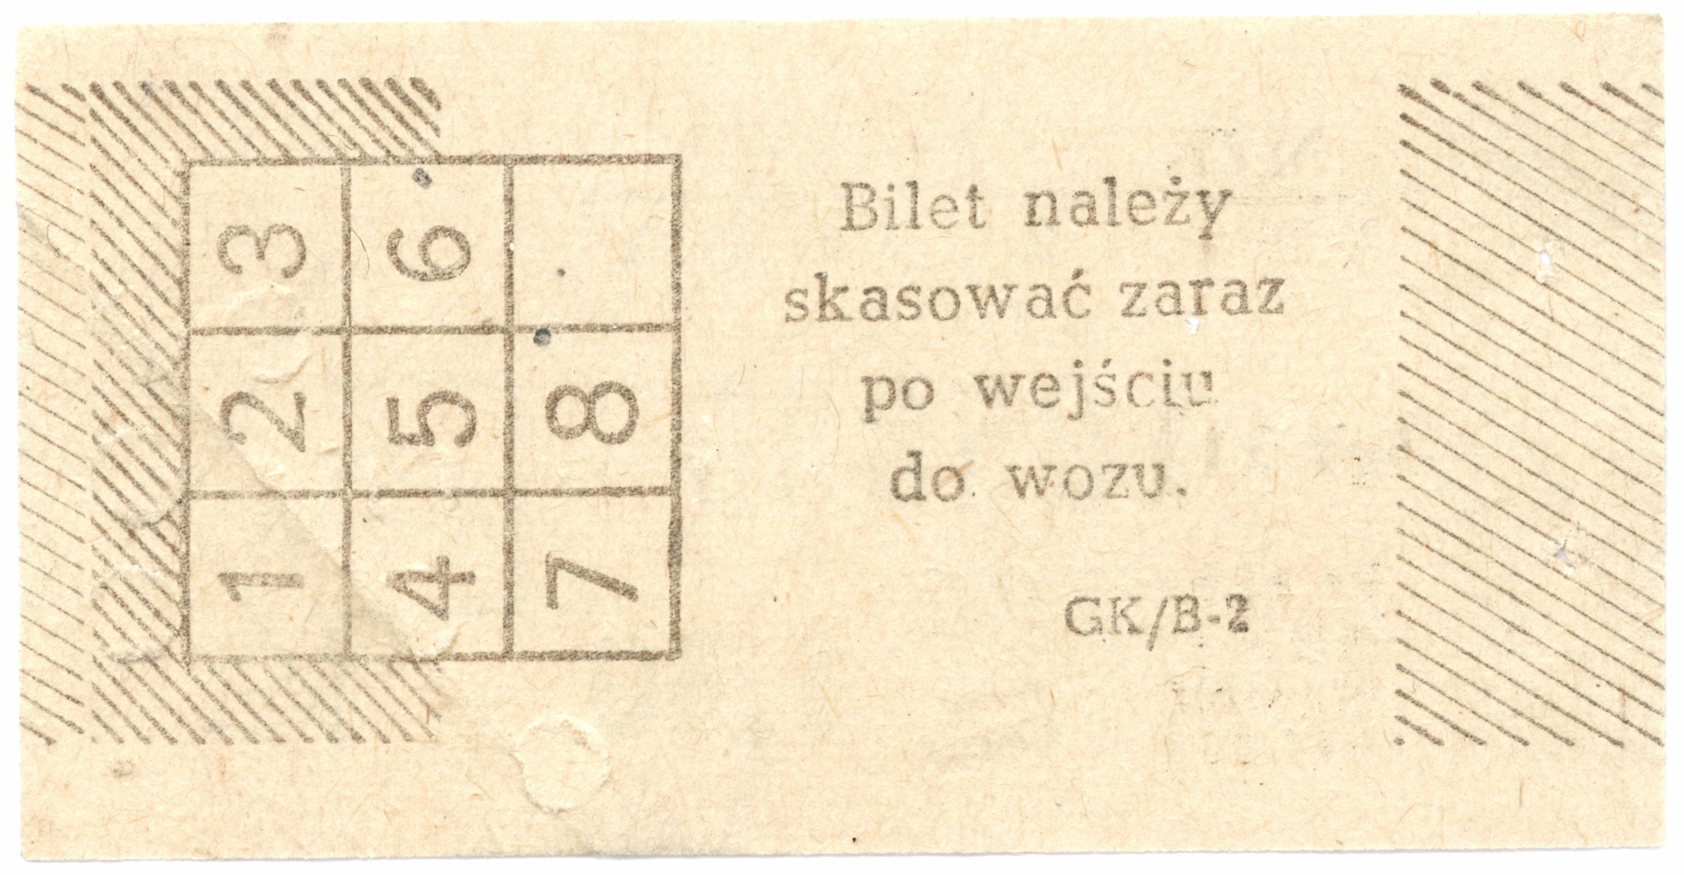 1 2 3
4 5 6
7 8
Bilet należy
skasować zaraz
po wejściu
do wozu.
GK/B-2